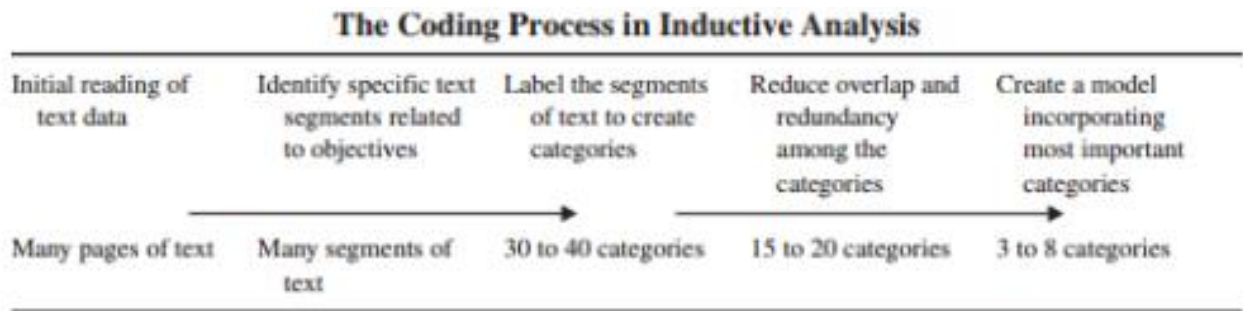 The Coding Process in Inductive Analysis
Initial reading of
text data
Identify specific text
segments related
to objectives
Label the segments
of text to create
categories
Reduce overlap and
redundancy
among the
categories
Create a model
incorporating
most important
categories
Many pages of text
Many segments of
text
30 to 40 categories
15 to 20 categories
3 to 8 categories